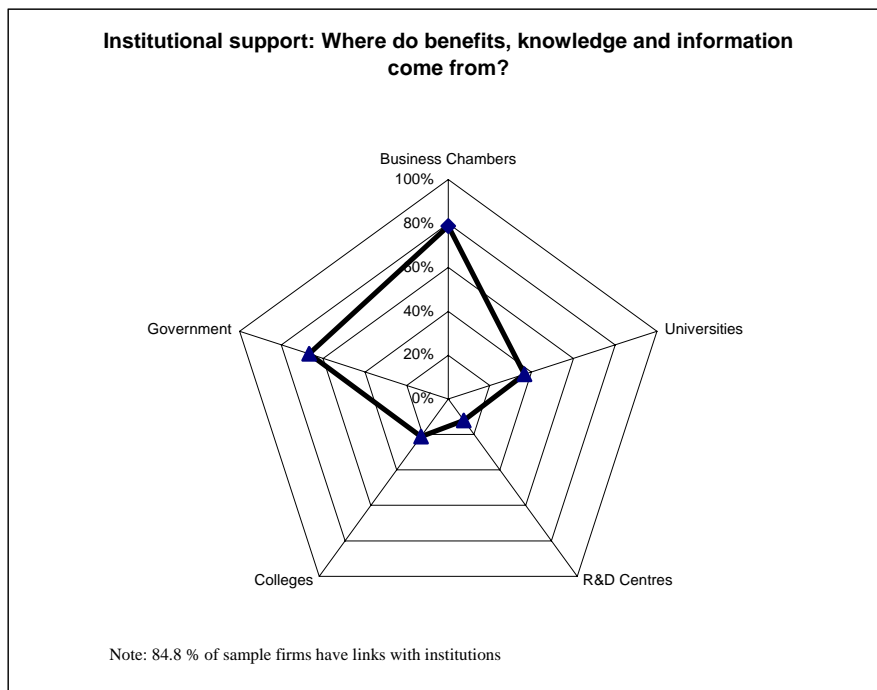 Institutional support: Where do benefits, knowledge and information
come from?
Business Chambers
100%
80%
60%
40%
20%
0%
Government
Universities
Colleges
R&D Centres
Note: 84.8 % of sample firms have links with institutions